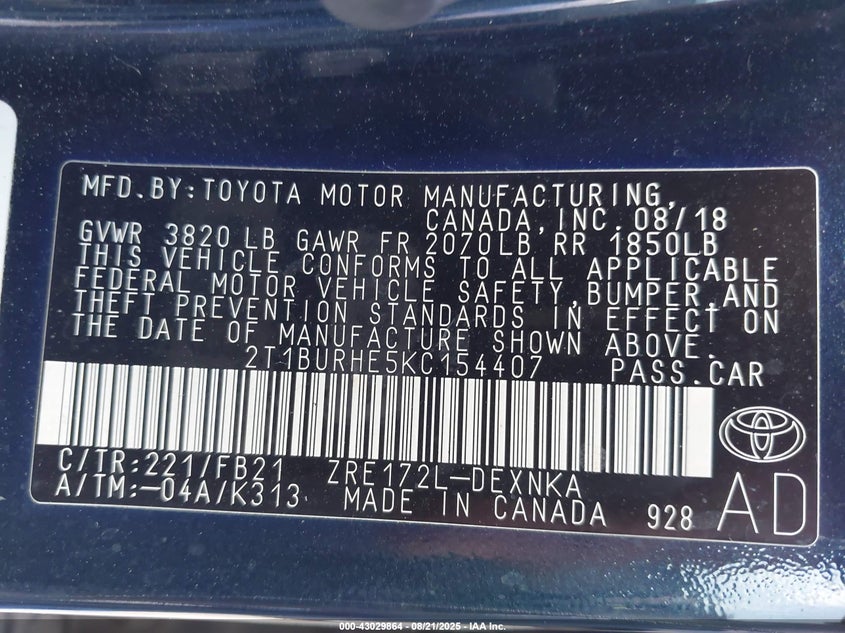 MFD.BY:TOYOTA MOTOR MANUFACTURING,
CANADA,INC. 08/18
GVWR 3820 LB GAWR FR 2070LB RR 1850LB
THIS VEHICLE CONFORMS TO ALL APPLICABLE
FEDERAL MOTOR VEHICLE SAFETY,BUMPER,AND
THEFT PREVENTION STANDARDS IN EFFECT ON
THE DATE OF MANUFACTURE SHOWN ABOVE.
2T1BURHE5KC154407 PASS.CAR
C/TR:221/FB21 ZRE172L-DEXNKA
A/TM:-04A/K313 MADE IN CANADA 928 AD
000-43029864 - 08/21/2025 - IAA Inc.